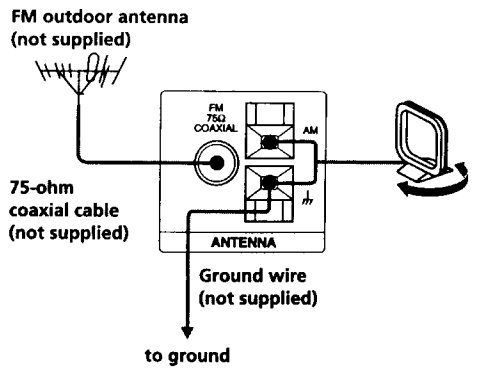 FM outdoor antenna
(not supplied)
FM
75Ω
COAXIAL
AM
75-ohm
coaxial cable
(not supplied)
ANTENNA
Ground wire
(not supplied)
to ground